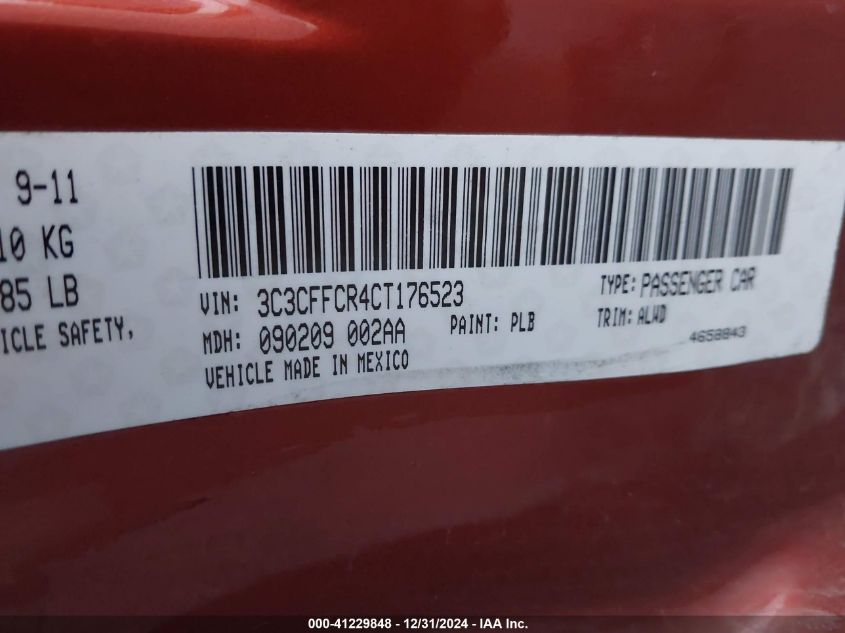 9-11
10 KG
85 LB
ICLE SAFETY,
VIN: 3C3CFFCR4CT176523
TYPE: PASSENGER CAR
MDH: 090209 002AA
PAINT: PLB
TRIM: ALWD
4658843
VEHICLE MADE IN MEXICO
000-41229848 - 12/31/2024 - IAA Inc.